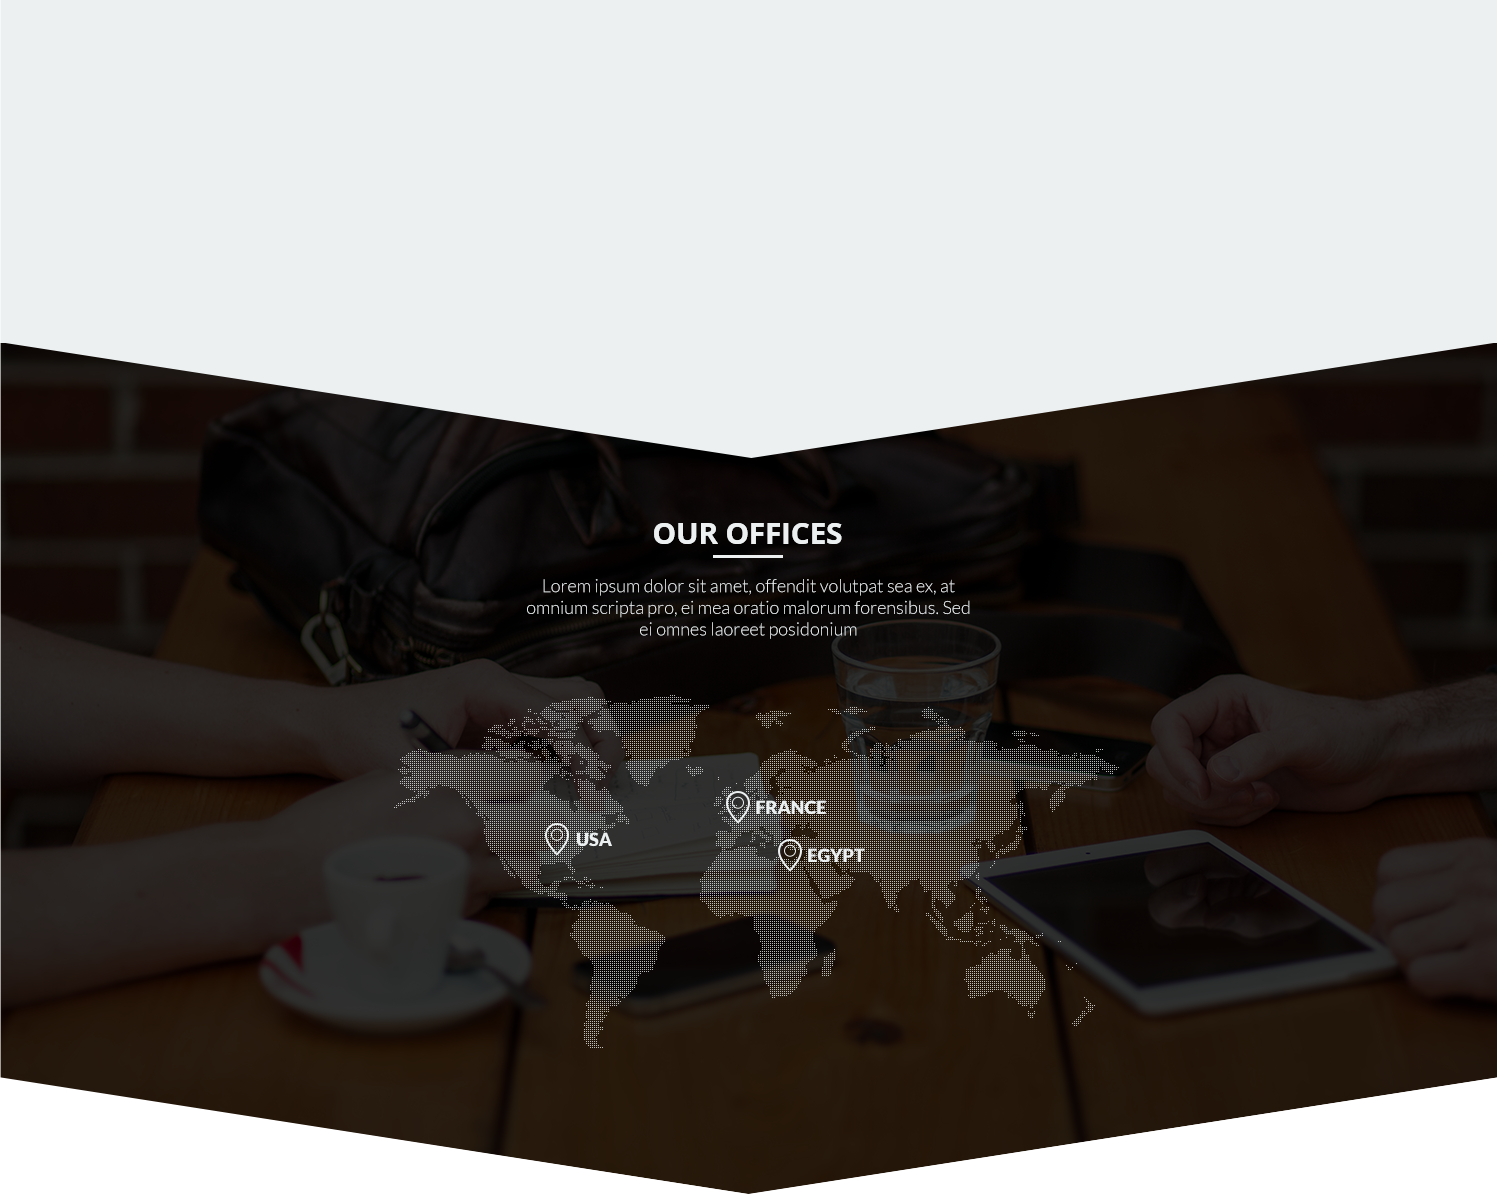 OUR OFFICES
Lorem ipsum dolor sit amet, offendit volutpat sea ex, at
omnium scripta pro, ei mea oratio malorum forensibus. Sed
ei omnes laoreet posidonium
FRANCE
USA
EGYPT